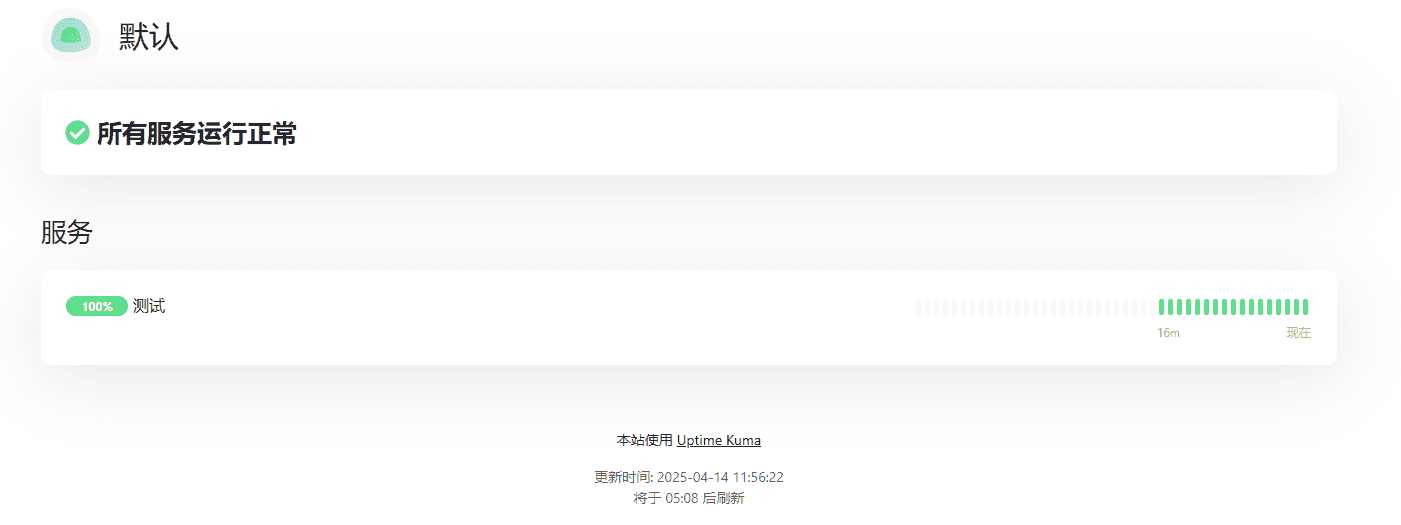 默认
所有服务运行正常
服务
100% 测试
16m 现在
本站使用 Uptime Kuma
更新时间: 2025-04-14 11:56:22
将于 05:08 后刷新